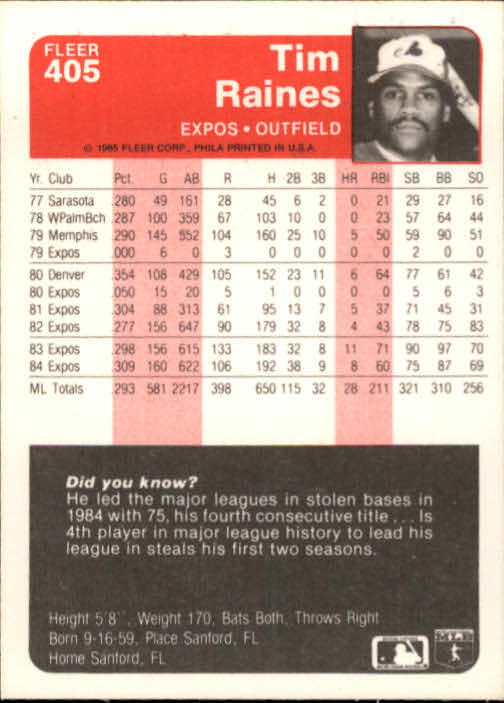 FLEER
405
Tim
Raines
EXPOS • OUTFIELD
© 1985 FLEER CORP., PHILA PRINTED IN U.S.A.
Yr. Club Pct. G AB R H 2B 3B HR RBI SB BB SO
77 Sarasota .280 49 161 28 45 6 2 0 21 29 27 16
78 WPalmBch .287 100 359 67 103 10 0 0 23 57 64 44
79 Memphis .290 145 552 104 160 25 10 5 50 59 90 51
79 Expos .000 6 0 3 0 0 0 0 0 2 0 0
80 Denver .354 108 429 105 152 23 11 6 64 77 61 42
80 Expos .050 15 20 5 1 0 0 0 0 5 6 3
81 Expos .304 88 313 61 95 13 7 5 37 71 45 31
82 Expos .277 156 647 90 179 32 8 4 43 78 75 83
83 Expos .298 156 615 133 183 32 8 11 71 90 97 70
84 Expos .309 160 622 106 192 38 9 8 60 75 87 69
ML Totals .293 581 2217 398 650 115 32 28 211 321 310 256
Did you know?
He led the major leagues in stolen bases in
1984 with 75, his fourth consecutive title . . . Is
4th player in major league history to lead his
league in steals his first two seasons.
Height 5'8'', Weight 170, Bats Both, Throws Right
Born 9-16-59, Place Sanford, FL
Home Sanford, FL